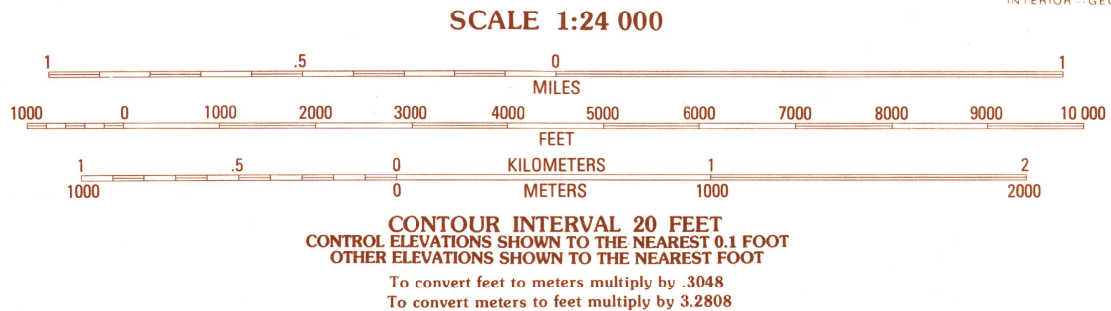 INTERIOR—GEO
SCALE 1:24 000
1 .5 0 1
MILES
1000 0 1000 2000 3000 4000 5000 6000 7000 8000 9000 10 000
FEET
1 .5 0 KILOMETERS 1 2
1000 0 METERS 1000 2000
CONTOUR INTERVAL 20 FEET
CONTROL ELEVATIONS SHOWN TO THE NEAREST 0.1 FOOT
OTHER ELEVATIONS SHOWN TO THE NEAREST FOOT
To convert feet to meters multiply by .3048
To convert meters to feet multiply by 3.2808